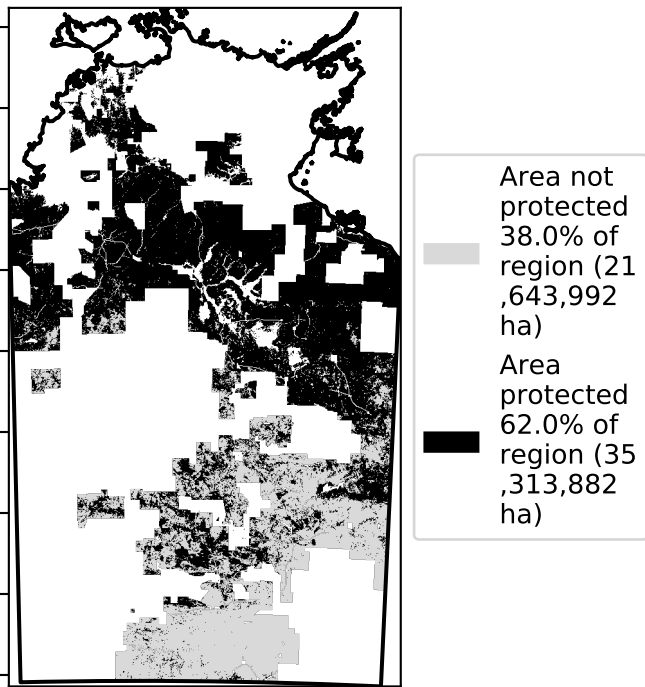 Area not
protected
38.0% of
region (21
,643,992
ha)
Area
protected
62.0% of
region (35
,313,882
ha)